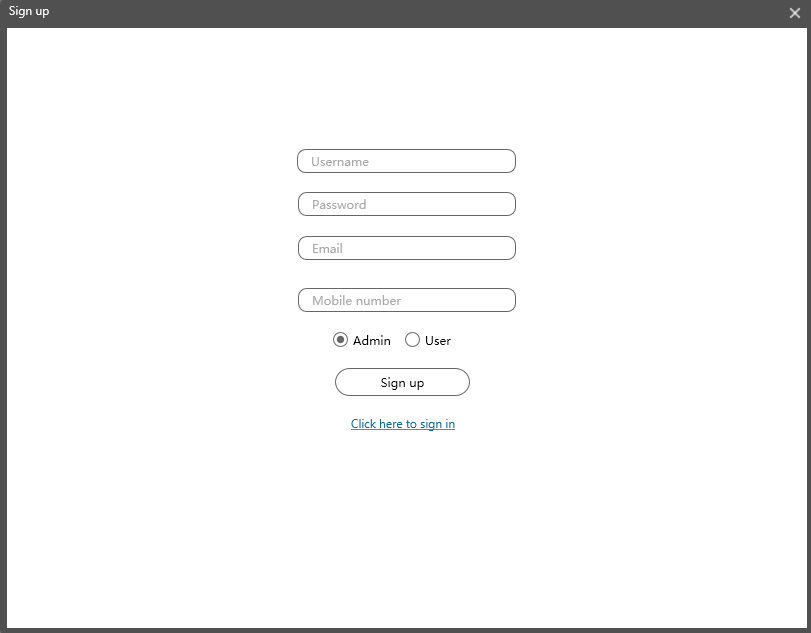 Sign up
Username
Password
Email
Mobile number
Admin User
Sign up
Click here to sign in